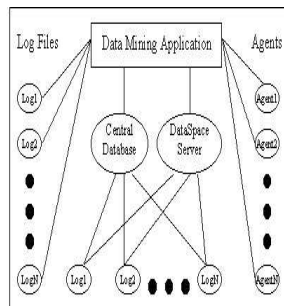 Log Files
Data Mining Application
Agents
Log1
Agent1
Log2
Central
Database
DataSpace
Server
Agent2
LogN
Log1
Log2
LogN
AgentN